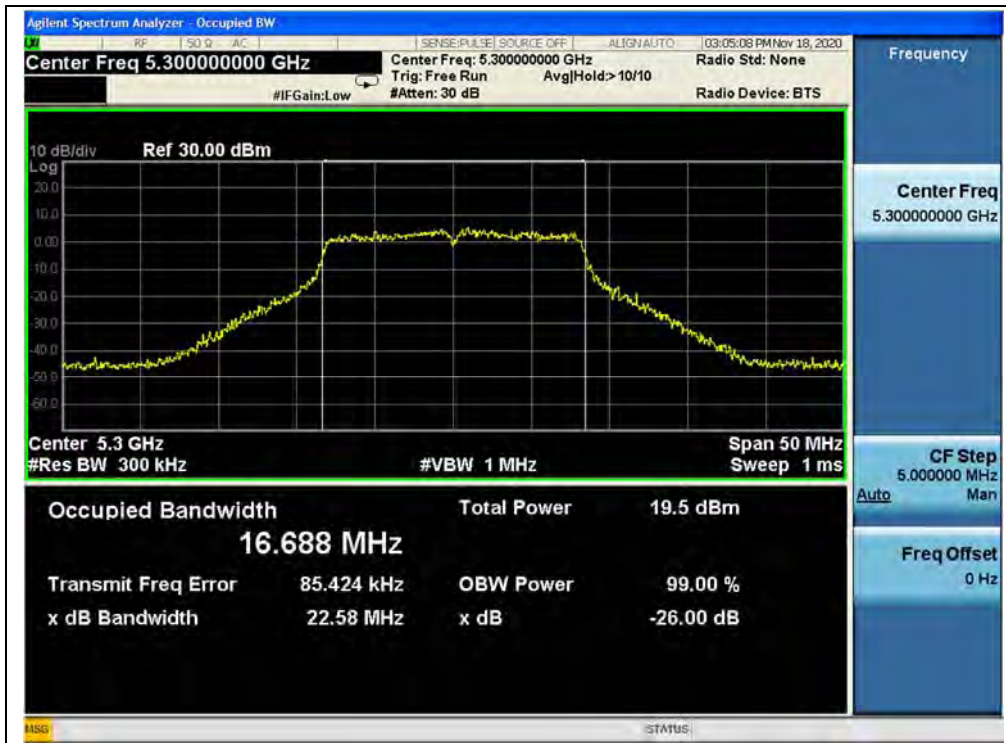 Agilent Spectrum Analyzer - Occupied BW
LXI RF 50 Ω AC SENSE:PULSE SOURCE OFF ALIGN AUTO 03:05:08 PM Nov 18, 2020
Center Freq 5.300000000 GHz
Center Freq: 5.300000000 GHz
Radio Std: None
Trig: Free Run Avg|Hold:> 10/10
#IFGain:Low
#Atten: 30 dB
Radio Device: BTS
10 dB/div Ref 30.00 dBm
Log
20.0
10.0
0.00
-10.0
-20.0
-30.0
-40.0
-50.0
-60.0
Center 5.3 GHz Span 50 MHz
#Res BW 300 kHz #VBW 1 MHz Sweep 1 ms
Occupied Bandwidth Total Power 19.5 dBm
16.688 MHz
Transmit Freq Error 85.424 kHz OBW Power 99.00 %
x dB Bandwidth 22.58 MHz x dB -26.00 dB
Frequency
Center Freq
5.300000000 GHz
CF Step
5.000000 MHz
Auto Man
Freq Offset
0 Hz
MSG STATUS